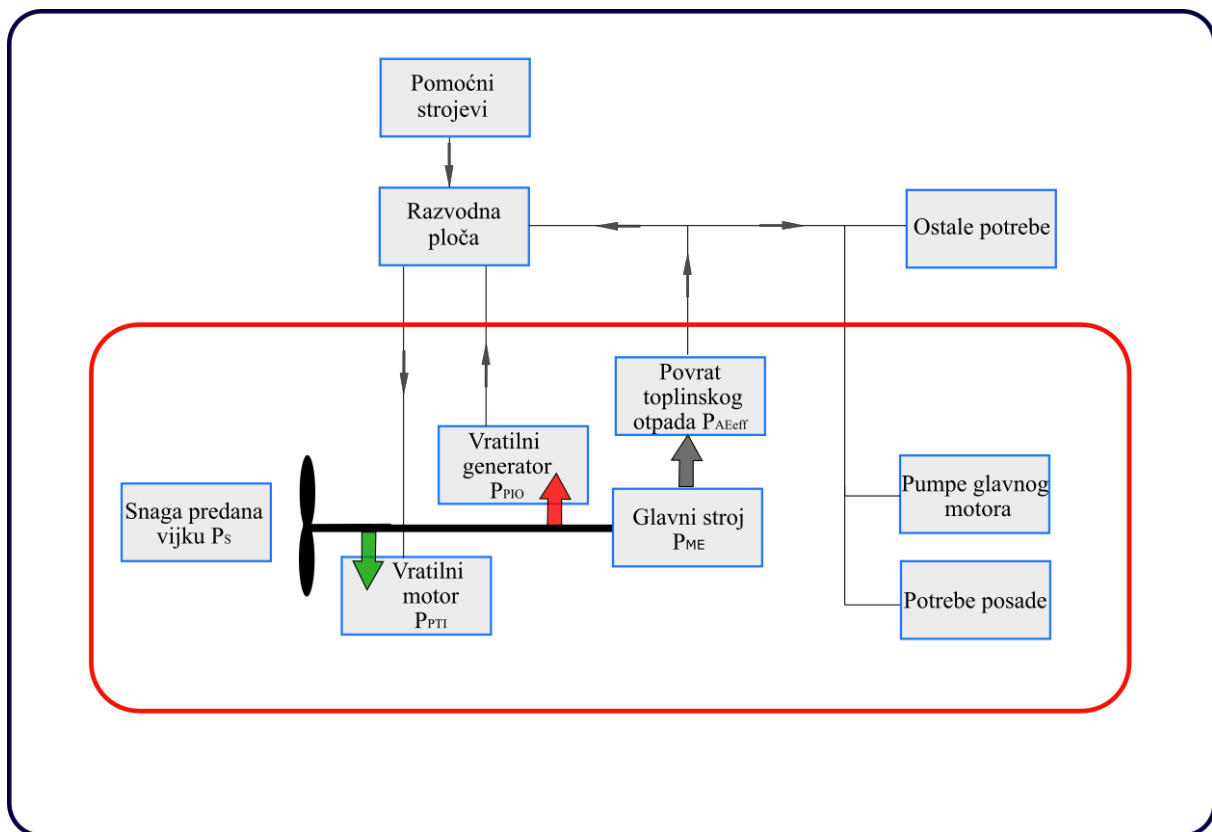 Pomoćni
strojevi
Razvodna
ploča
Ostale potrebe
Povrat
toplinskog
otpada PAEeff
Vratilni
generator
PPIO
Snaga predana
vijku PS
Glavni stroj
PME
Pumpe glavnog
motora
Vratilni
motor
PPTI
Potrebe posade